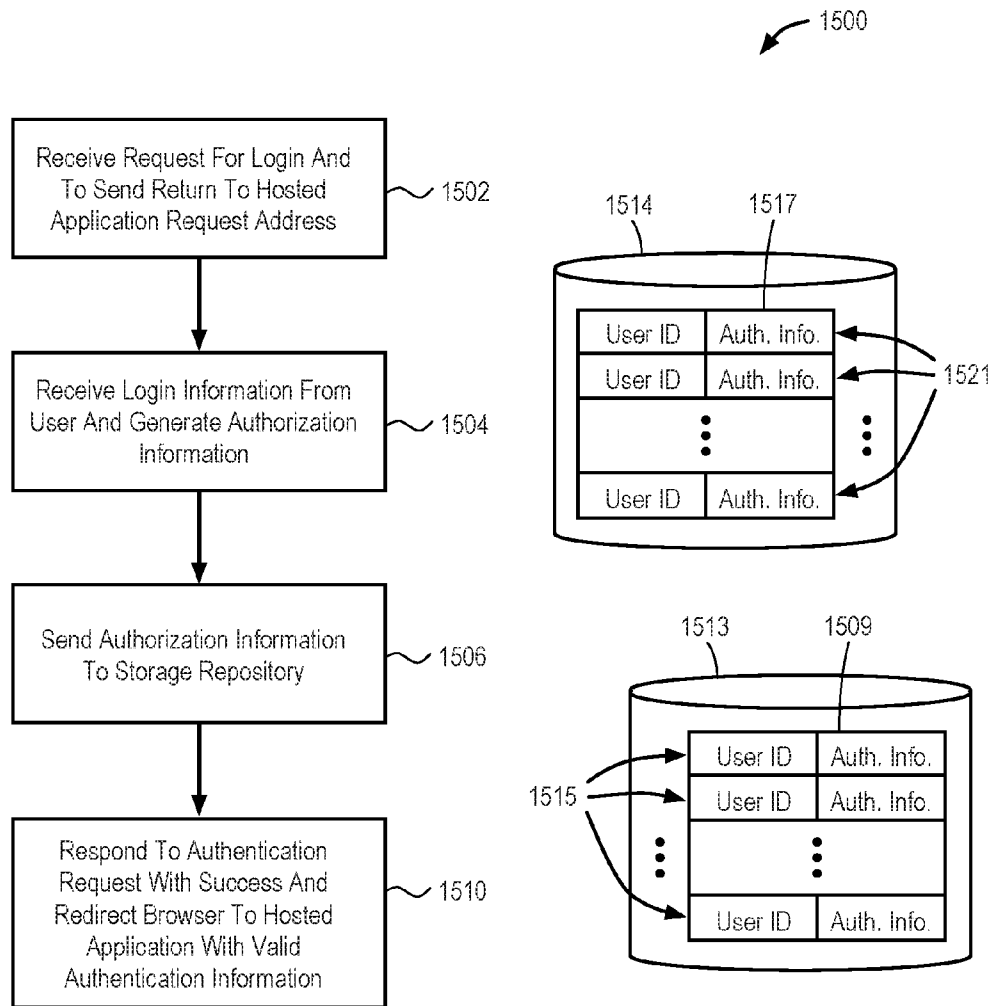 1500
Receive Request For Login And
To Send Return To Hosted
Application Request Address
1502
Receive Login Information From
User And Generate Authorization
Information
1504
Send Authorization Information
To Storage Repository
1506
Respond To Authentication
Request With Success And
Redirect Browser To Hosted
Application With Valid
Authentication Information
1510
1514
1517
User ID Auth. Info.
User ID Auth. Info.
User ID Auth. Info.
1521
1513
1509
User ID Auth. Info.
User ID Auth. Info.
User ID Auth. Info.
1515